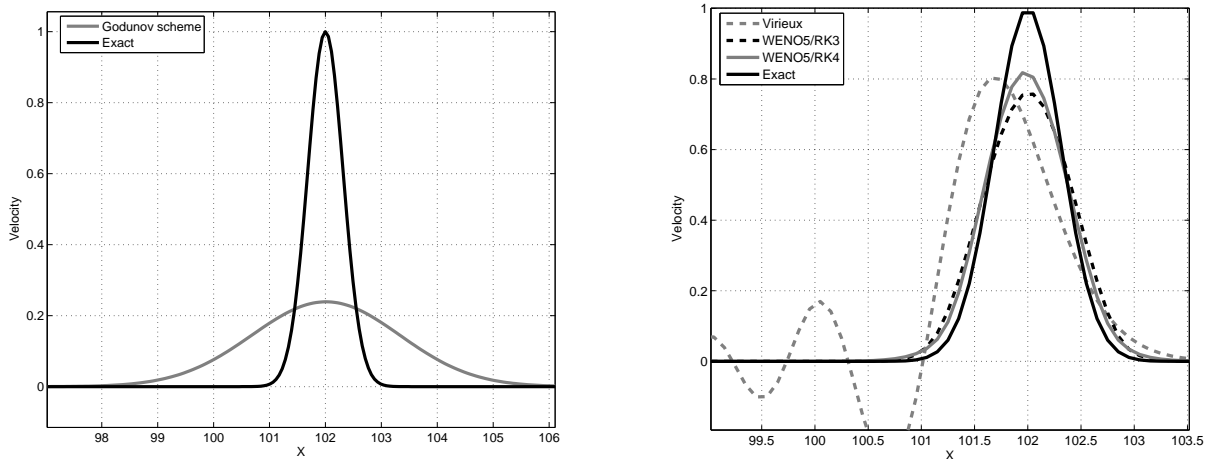 Godunov scheme
Exact
1
0.8
0.6
0.4
0.2
0
Velocity
98 99 100 101 102 103 104 105 106
X
Virieux
WENO5/RK3
WENO5/RK4
Exact
1
0.8
0.6
0.4
0.2
0
Velocity
99.5 100 100.5 101 101.5 102 102.5 103 103.5
X